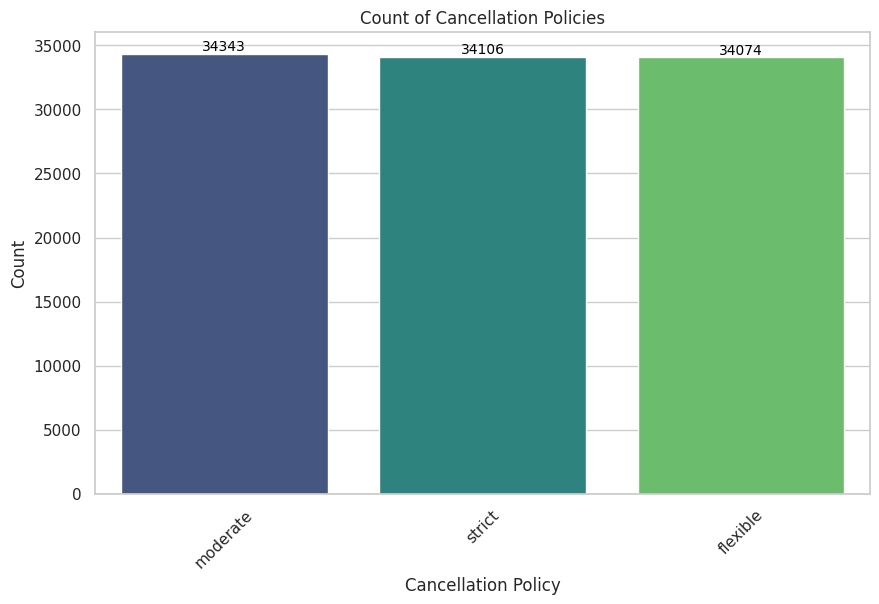 Count of Cancellation Policies
Count
35000
30000
25000
20000
15000
10000
5000
0
34343
34106
34074
moderate
strict
flexible
Cancellation Policy